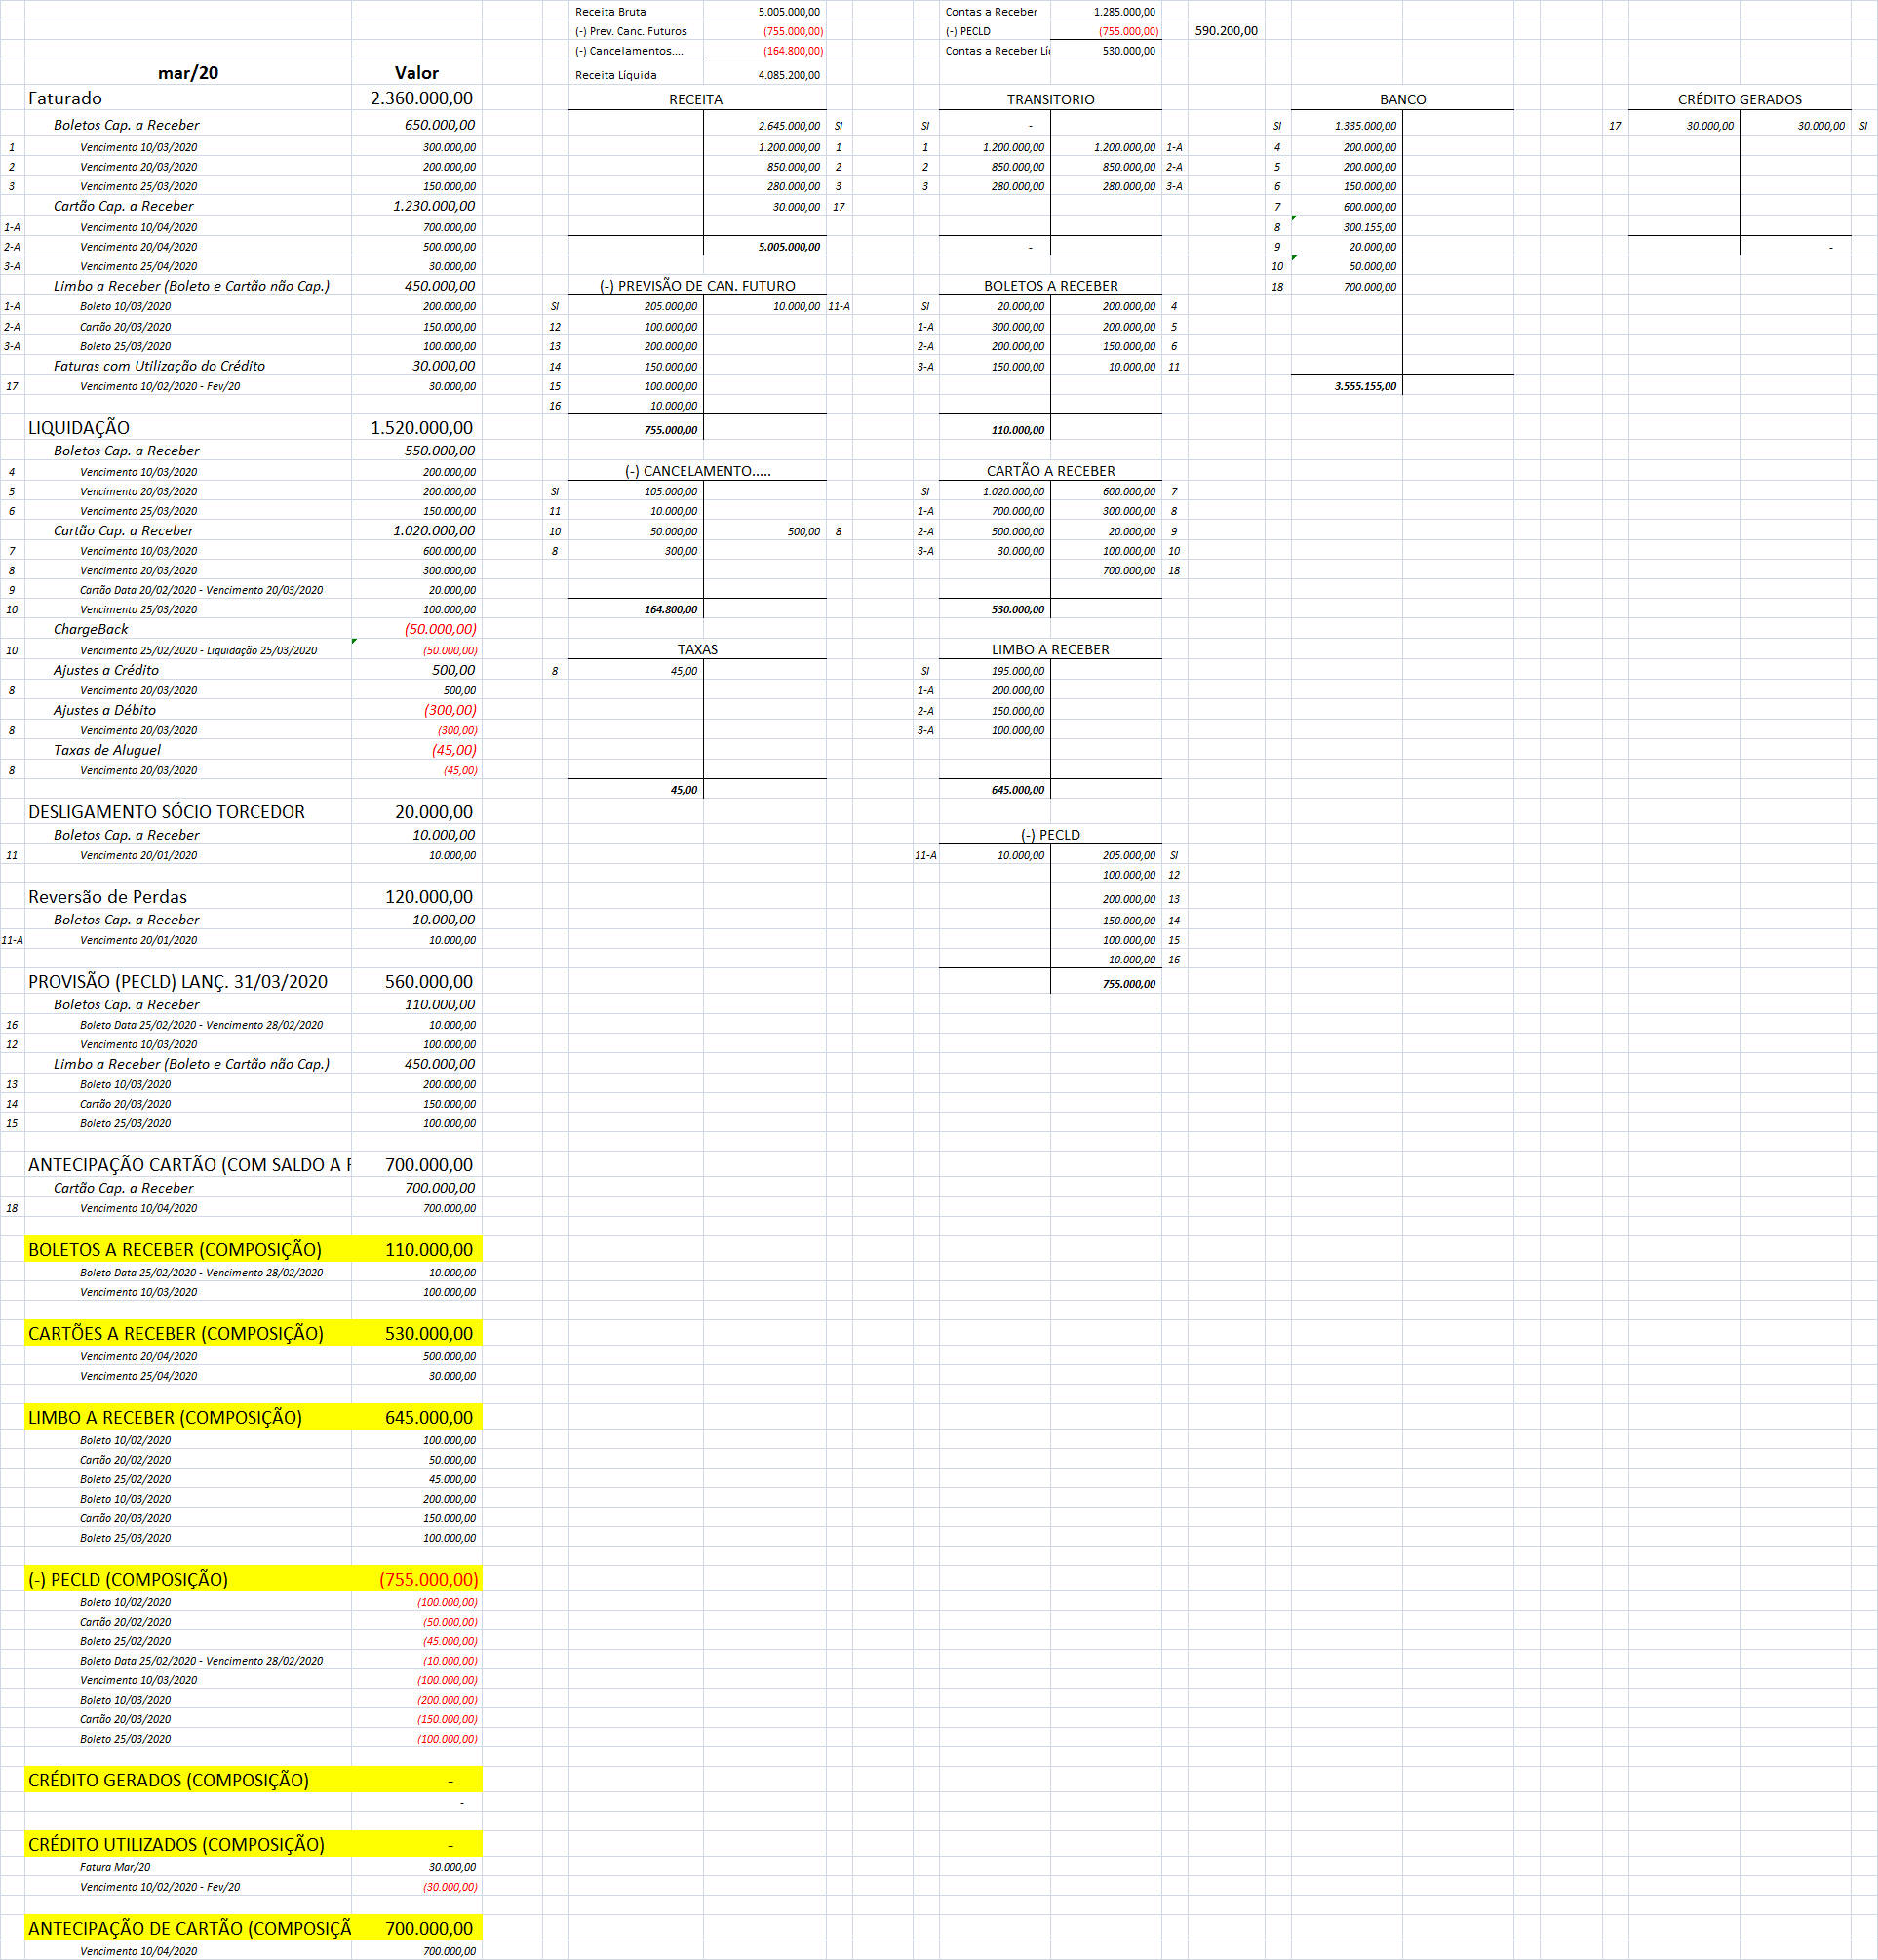 Receita Bruta 5.005.000,00 Contas a Receber 1.285.000,00
(-) Prev. Canc. Futuros (755.000,00) (-) PECLD (755.000,00) 590.200,00
(-) Cancelamentos.... (164.800,00) Contas a Receber Lí 530.000,00
mar/20 Valor Receita Líquida 4.085.200,00
Faturado 2.360.000,00 RECEITA TRANSITORIO BANCO CRÉDITO GERADOS
Boletos Cap. a Receber 650.000,00 2.645.000,00 SI SI - SI 1.335.000,00 17 30.000,00 30.000,00 SI
1 Vencimento 10/03/2020 300.000,00 1.200.000,00 1 1 1.200.000,00 1.200.000,00 1-A 4 200.000,00
2 Vencimento 20/03/2020 200.000,00 850.000,00 2 2 850.000,00 850.000,00 2-A 5 200.000,00
3 Vencimento 25/03/2020 150.000,00 280.000,00 3 3 280.000,00 280.000,00 3-A 6 150.000,00
Cartão Cap. a Receber 1.230.000,00 30.000,00 17 7 600.000,00
1-A Vencimento 10/04/2020 700.000,00 8 300.155,00
2-A Vencimento 20/04/2020 500.000,00 5.005.000,00 - 9 20.000,00 -
3-A Vencimento 25/04/2020 30.000,00 10 50.000,00
Limbo a Receber (Boleto e Cartão não Cap.) 450.000,00 (-) PREVISÃO DE CAN. FUTURO BOLETOS A RECEBER 18 700.000,00
1-A Boleto 10/03/2020 200.000,00 SI 205.000,00 10.000,00 11-A SI 20.000,00 200.000,00 4
2-A Cartão 20/03/2020 150.000,00 12 100.000,00 1-A 300.000,00 200.000,00 5
3-A Boleto 25/03/2020 100.000,00 13 200.000,00 2-A 200.000,00 150.000,00 6
Faturas com Utilização do Crédito 30.000,00 14 150.000,00 3-A 150.000,00 10.000,00 11
17 Vencimento 10/02/2020 - Fev/20 30.000,00 15 100.000,00 3.555.155,00
16 10.000,00
LIQUIDAÇÃO 1.520.000,00 755.000,00 110.000,00
Boletos Cap. a Receber 550.000,00
4 Vencimento 10/03/2020 200.000,00 (-) CANCELAMENTO..... CARTÃO A RECEBER
5 Vencimento 20/03/2020 200.000,00 SI 105.000,00 SI 1.020.000,00 600.000,00 7
6 Vencimento 25/03/2020 150.000,00 11 10.000,00 1-A 700.000,00 300.000,00 8
Cartão Cap. a Receber 1.020.000,00 10 50.000,00 500,00 8 2-A 500.000,00 20.000,00 9
7 Vencimento 10/03/2020 600.000,00 8 300,00 3-A 30.000,00 100.000,00 10
8 Vencimento 20/03/2020 300.000,00 700.000,00 18
9 Cartão Data 20/02/2020 - Vencimento 20/03/2020 20.000,00
10 Vencimento 25/03/2020 100.000,00 164.800,00 530.000,00
ChargeBack (50.000,00)
10 Vencimento 25/02/2020 - Liquidação 25/03/2020 (50.000,00) TAXAS LIMBO A RECEBER
Ajustes a Crédito 500,00 8 45,00 SI 195.000,00
8 Vencimento 20/03/2020 500,00 1-A 200.000,00
Ajustes a Débito (300,00) 2-A 150.000,00
8 Vencimento 20/03/2020 (300,00) 3-A 100.000,00
Taxas de Aluguel (45,00)
8 Vencimento 20/03/2020 (45,00)
45,00 645.000,00
DESLIGAMENTO SÓCIO TORCEDOR 20.000,00
Boletos Cap. a Receber 10.000,00 (-) PECLD
11 Vencimento 20/01/2020 10.000,00 11-A 10.000,00 205.000,00 SI
100.000,00 12
Reversão de Perdas 120.000,00 200.000,00 13
Boletos Cap. a Receber 10.000,00 150.000,00 14
11-A Vencimento 20/01/2020 10.000,00 100.000,00 15
10.000,00 16
PROVISÃO (PECLD) LANÇ. 31/03/2020 560.000,00 755.000,00
Boletos Cap. a Receber 110.000,00
16 Boleto Data 25/02/2020 - Vencimento 28/02/2020 10.000,00
12 Vencimento 10/03/2020 100.000,00
Limbo a Receber (Boleto e Cartão não Cap.) 450.000,00
13 Boleto 10/03/2020 200.000,00
14 Cartão 20/03/2020 150.000,00
15 Boleto 25/03/2020 100.000,00
ANTECIPAÇÃO CARTÃO (COM SALDO A 700.000,00
Cartão Cap. a Receber 700.000,00
18 Vencimento 10/04/2020 700.000,00
BOLETOS A RECEBER (COMPOSIÇÃO) 110.000,00
Boleto Data 25/02/2020 - Vencimento 28/02/2020 10.000,00
Vencimento 10/03/2020 100.000,00
CARTÕES A RECEBER (COMPOSIÇÃO) 530.000,00
Vencimento 20/04/2020 500.000,00
Vencimento 25/04/2020 30.000,00
LIMBO A RECEBER (COMPOSIÇÃO) 645.000,00
Boleto 10/02/2020 100.000,00
Cartão 20/02/2020 50.000,00
Boleto 25/02/2020 45.000,00
Boleto 10/03/2020 200.000,00
Cartão 20/03/2020 150.000,00
Boleto 25/03/2020 100.000,00
(-) PECLD (COMPOSIÇÃO) (755.000,00)
Boleto 10/02/2020 (100.000,00)
Cartão 20/02/2020 (50.000,00)
Boleto 25/02/2020 (45.000,00)
Boleto Data 25/02/2020 - Vencimento 28/02/2020 (10.000,00)
Vencimento 10/03/2020 (100.000,00)
Boleto 10/03/2020 (200.000,00)
Cartão 20/03/2020 (150.000,00)
Boleto 25/03/2020 (100.000,00)
CRÉDITO GERADOS (COMPOSIÇÃO) -
-
CRÉDITO UTILIZADOS (COMPOSIÇÃO) -
Fatura Mar/20 30.000,00
Vencimento 10/02/2020 - Fev/20 (30.000,00)
ANTECIPAÇÃO DE CARTÃO (COMPOSIÇÃ 700.000,00
Vencimento 10/04/2020 700.000,00